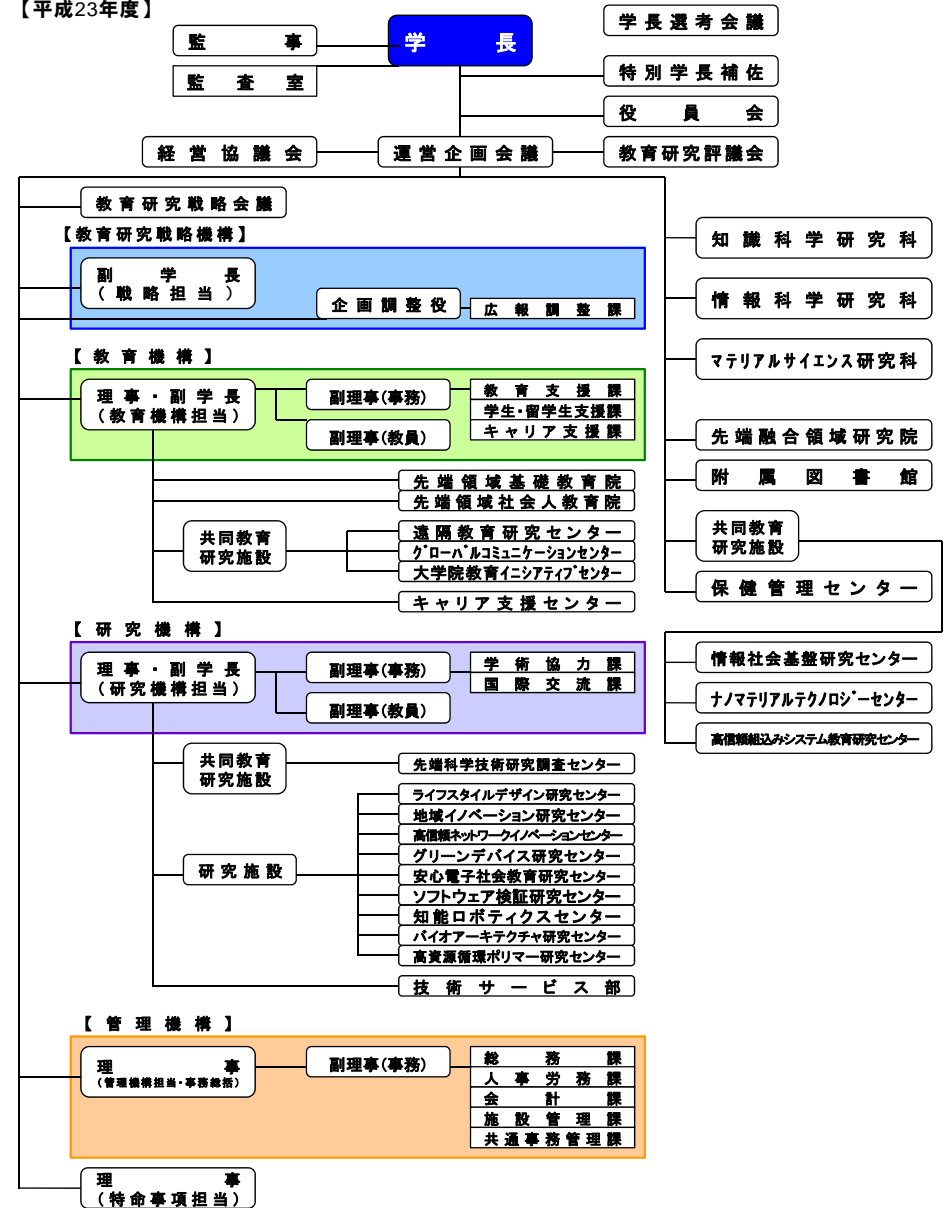 【平成23年度】
学長
監事
監査室
学長選考会議
特別学長補佐
役員会
経営協議会
運営企画会議
教育研究評議会
教育研究戦略会議
【教育研究戦略機構】
副学長
(戦略担当)
企画調整役
広報調整課
【教育機構】
理事・副学長
(教育機構担当)
副理事(事務)
副理事(教員)
教育支援課
学生・留学生支援課
キャリア支援課
先端領域基礎教育院
先端領域社会人教育院
共同教育
研究施設
遠隔教育研究センター
グローバルコミュニケーションセンター
大学院教育イニシアティブセンター
キャリア支援センター
【研究機構】
理事・副学長
(研究機構担当)
副理事(事務)
副理事(教員)
学術協力課
国際交流課
共同教育
研究施設
先端科学技術研究調査センター
研究施設
ライフスタイルデザイン研究センター
地域イノベーション研究センター
高信頼ネットワークイノベーションセンター
グリーンデバイス研究センター
安心電子社会教育研究センター
ソフトウェア検証研究センター
知能ロボティクスセンター
バイオアーキテクチャ研究センター
高資源循環ポリマー研究センター
技術サービス部
【管理機構】
理事
(管理機構担当・事務総括)
副理事(事務)
総務課
人事労務課
会計課
施設管理課
共通事務管理課
理事
(特命事項担当)
知識科学研究科
情報科学研究科
マテリアルサイエンス研究科
先端融合領域研究院
附属図書館
共同教育
研究施設
保健管理センター
情報社会基盤研究センター
ナノマテリアルテクノロジーセンター
高信頼組込みシステム教育研究センター